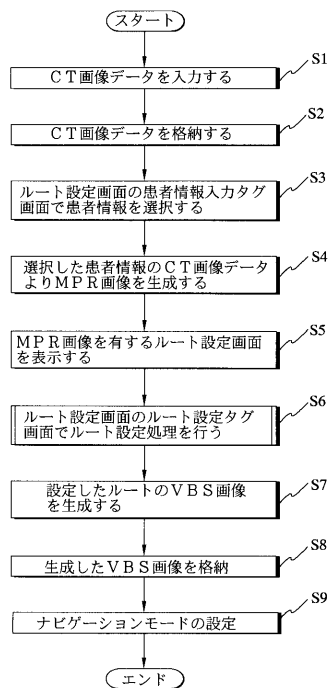 スタート
S1
CT画像データを入力する
S2
CT画像データを格納する
S3
ルート設定画面の患者情報入力タグ
画面で患者情報を選択する
S4
選択した患者情報のCT画像データ
よりMPR画像を生成する
S5
MPR画像を有するルート設定画面
を表示する
S6
ルート設定画面のルート設定タグ
画面でルート設定処理を行う
S7
設定したルートのVBS画像
を生成する
S8
生成したVBS画像を格納
S9
ナビゲーションモードの設定
エンド